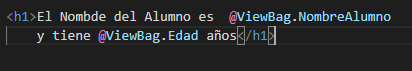 <h1>El Nombde del Alumno es  @ViewBag.NombreAlumno
y tiene @ViewBag.Edad años</h1>